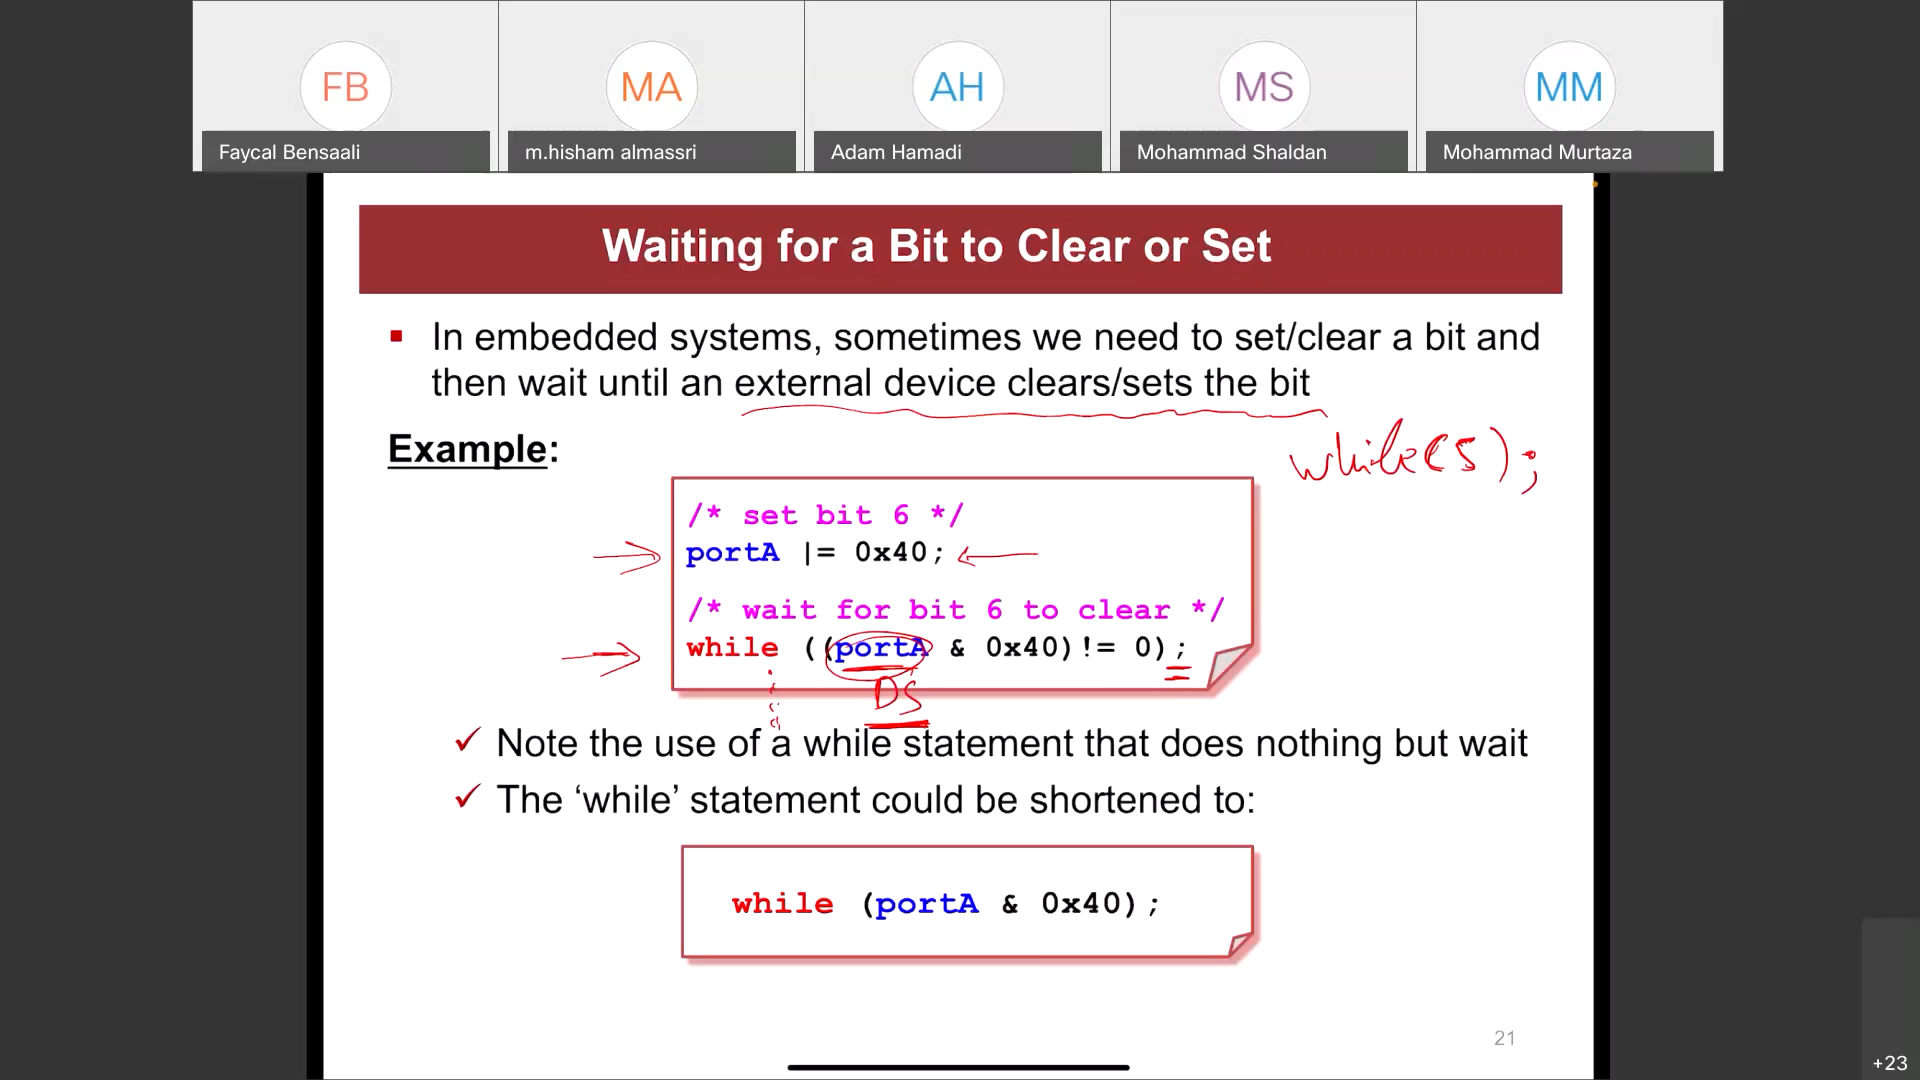 FB
MA
AH
MS
MM
Faycal Bensaali
m.hisham almassri
Adam Hamadi
Mohammad Shaldan
Mohammad Murtaza
Waiting for a Bit to Clear or Set
In embedded systems, sometimes we need to set/clear a bit and
then wait until an external device clears/sets the bit
Example:
while(5);
/* set bit 6 */
portA |= 0x40;
/* wait for bit 6 to clear */
while ((portA & 0x40)!= 0);
DS
✓ Note the use of a while statement that does nothing but wait
✓ The ‘while’ statement could be shortened to:
while (portA & 0x40);
21
+23